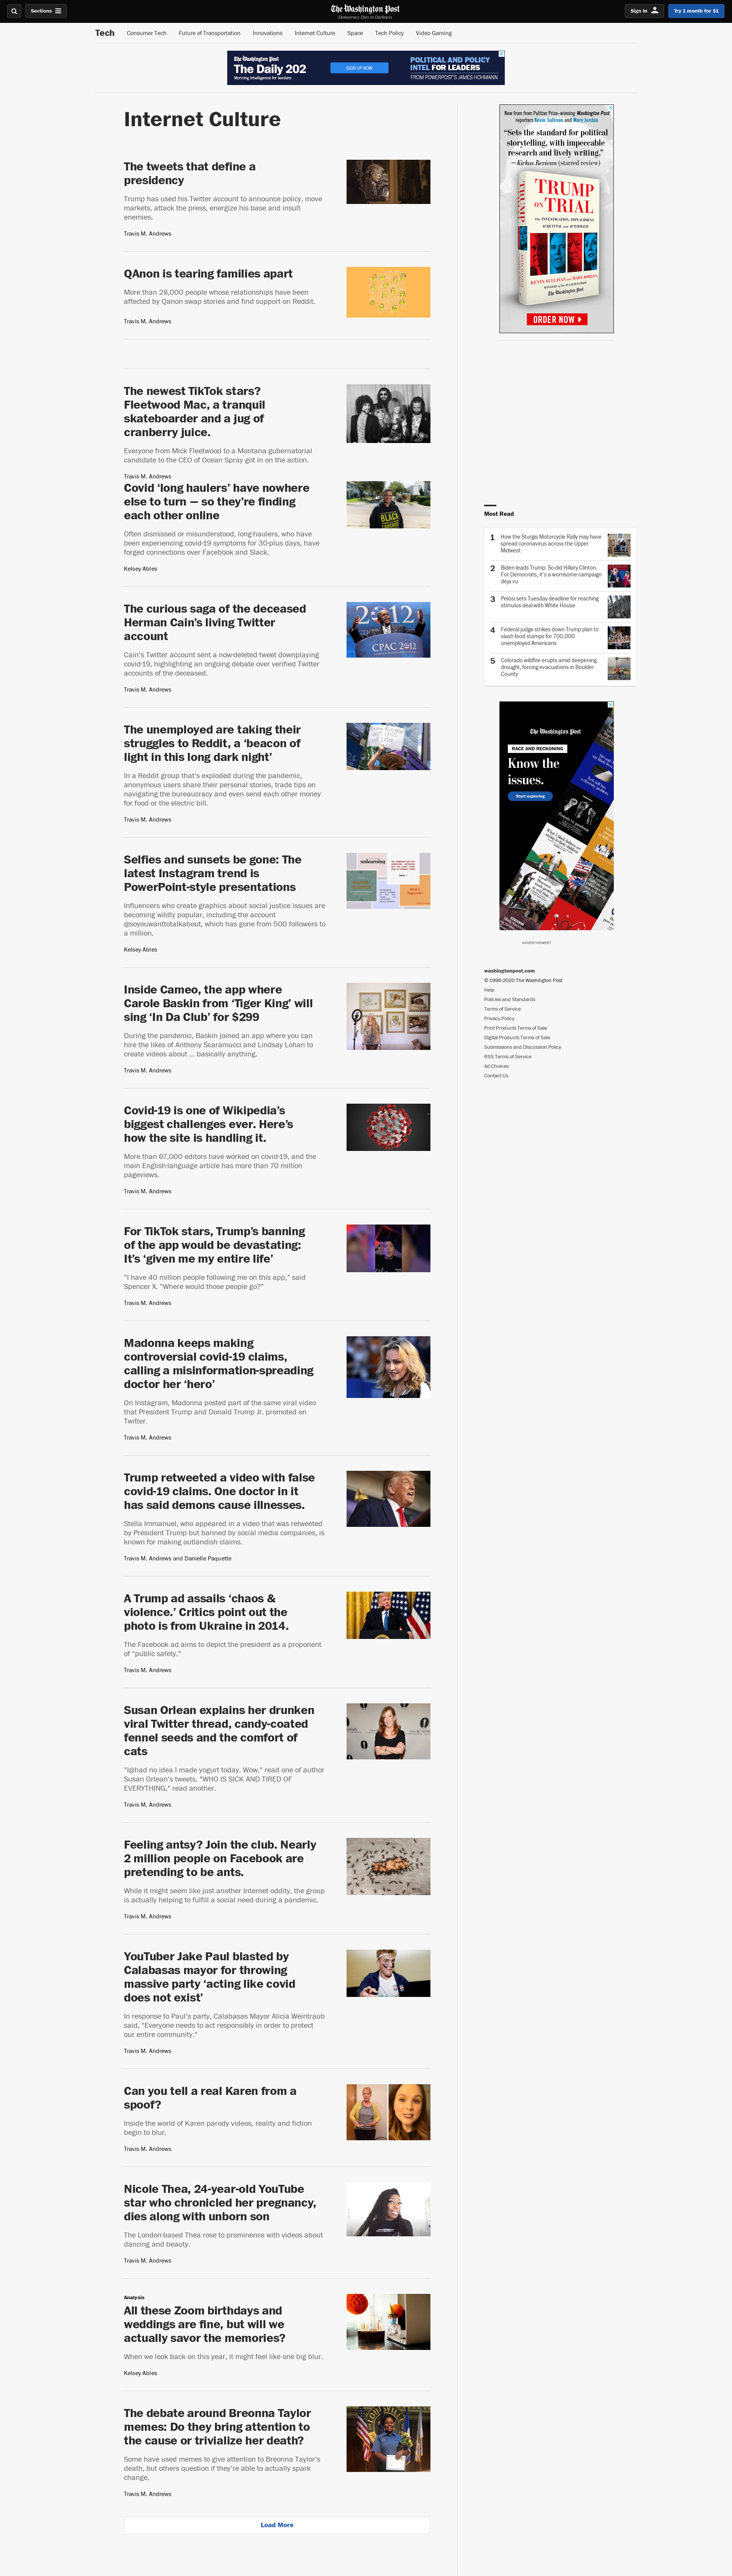 Sections
The Washington Post
Democracy Dies in Darkness
Sign In
Try 1 month for $1
Tech
Consumer Tech
Future of Transportation
Innovations
Internet Culture
Space
Tech Policy
Video Gaming
The Washington Post
The Daily 202
Morning intelligence for leaders
SIGN UP NOW
POLITICAL AND POLICY
INTEL FOR LEADERS
FROM POWERPOST'S JAMES HOHMANN
Internet Culture
The tweets that define a
presidency
Trump has used his Twitter account to announce policy, move
markets, attack the press, energize his base and insult
enemies.
Travis M. Andrews
QAnon is tearing families apart
More than 28,000 people whose relationships have been
affected by Qanon swap stories and find support on Reddit.
Travis M. Andrews
The newest TikTok stars?
Fleetwood Mac, a tranquil
skateboarder and a jug of
cranberry juice.
Everyone from Mick Fleetwood to a Montana gubernatorial
candidate to the CEO of Ocean Spray got in on the action.
Travis M. Andrews
Covid ‘long haulers’ have nowhere
else to turn — so they’re finding
each other online
Often dismissed or misunderstood, long-haulers, who have
been experiencing covid-19 symptoms for 30-plus days, have
forged connections over Facebook and Slack.
Kelsey Ables
The curious saga of the deceased
Herman Cain’s living Twitter
account
Cain's Twitter account sent a now-deleted tweet downplaying
covid-19, highlighting an ongoing debate over verified Twitter
accounts of the deceased.
Travis M. Andrews
2012
CPAC 2012
The unemployed are taking their
struggles to Reddit, a ‘beacon of
light in this long dark night’
In a Reddit group that's exploded during the pandemic,
anonymous users share their personal stories, trade tips on
navigating the bureaucracy and even send each other money
for food or the electric bill.
Travis M. Andrews
Selfies and sunsets be gone: The
latest Instagram trend is
PowerPoint-style presentations
Influencers who create graphics about social justice issues are
becoming wildly popular, including the account
@soyouwanttotalkabout, which has gone from 500 followers to
a million.
Kelsey Ables
unlearning
Inside Cameo, the app where
Carole Baskin from ‘Tiger King’ will
sing ‘In Da Club’ for $299
During the pandemic, Baskin joined an app where you can
hire the likes of Anthony Scaramucci and Lindsay Lohan to
create videos about ... basically anything.
Travis M. Andrews
Covid-19 is one of Wikipedia’s
biggest challenges ever. Here’s
how the site is handling it.
More than 67,000 editors have worked on covid-19, and the
main English-language article has more than 70 million
pageviews.
Travis M. Andrews
For TikTok stars, Trump’s banning
of the app would be devastating:
It’s ‘given me my entire life’
“I have 40 million people following me on this app,” said
Spencer X. “Where would those people go?”
Travis M. Andrews
Madonna keeps making
controversial covid-19 claims,
calling a misinformation-spreading
doctor her ‘hero’
On Instagram, Madonna posted part of the same viral video
that President Trump and Donald Trump Jr. promoted on
Twitter.
Travis M. Andrews
Trump retweeted a video with false
covid-19 claims. One doctor in it
has said demons cause illnesses.
Stella Immanuel, who appeared in a video that was retweeted
by President Trump but banned by social media companies, is
known for making outlandish claims.
Travis M. Andrews and Danielle Paquette
A Trump ad assails ‘chaos &
violence.’ Critics point out the
photo is from Ukraine in 2014.
The Facebook ad aims to depict the president as a proponent
of “public safety.”
Travis M. Andrews
Susan Orlean explains her drunken
viral Twitter thread, candy-coated
fennel seeds and the comfort of
cats
"I@had no idea I made yogurt today. Wow," read one of author
Susan Orlean's tweets. "WHO IS SICK AND TIRED OF
EVERYTHING," read another.
Travis M. Andrews
Feeling antsy? Join the club. Nearly
2 million people on Facebook are
pretending to be ants.
While it might seem like just another Internet oddity, the group
is actually helping to fulfill a social need during a pandemic.
Travis M. Andrews
YouTuber Jake Paul blasted by
Calabasas mayor for throwing
massive party ‘acting like covid
does not exist’
In response to Paul's party, Calabasas Mayor Alicia Weintraub
said, "Everyone needs to act responsibly in order to protect
our entire community."
Travis M. Andrews
Can you tell a real Karen from a
spoof?
Inside the world of Karen parody videos, reality and fiction
begin to blur.
Travis M. Andrews
Nicole Thea, 24-year-old YouTube
star who chronicled her pregnancy,
dies along with unborn son
The London-based Thea rose to prominence with videos about
dancing and beauty.
Travis M. Andrews
Analysis
All these Zoom birthdays and
weddings are fine, but will we
actually savor the memories?
When we look back on this year, it might feel like one big blur.
Kelsey Ables
The debate around Breonna Taylor
memes: Do they bring attention to
the cause or trivialize her death?
Some have used memes to give attention to Breonna Taylor's
death, but others question if they're able to actually spark
change.
Travis M. Andrews
Load More
New from from Pulitzer Prize–winning Washington Post
reporters Kevin Sullivan and Mary Jordan
“Sets the standard for political
storytelling, with impeccable
research and lively writing.”
—Kirkus Reviews (starred review)
TRUMP
ON TRIAL
The INVESTIGATION, IMPEACHMENT,
ACQUITTAL and AFTERMATH
KEVIN SULLIVAN and MARY JORDAN
The Washington Post
ORDER NOW
Most Read
1 How the Sturgis Motorcycle Rally may have
spread coronavirus across the Upper
Midwest
2 Biden leads Trump. So did Hillary Clinton.
For Democrats, it’s a worrisome campaign
deja vu
3 Pelosi sets Tuesday deadline for reaching
stimulus deal with White House
4 Federal judge strikes down Trump plan to
slash food stamps for 700,000
unemployed Americans
5 Colorado wildfire erupts amid deepening
drought, forcing evacuations in Boulder
County
The Washington Post
RACE AND RECKONING
Know the
issues.
Start exploring
ADVERTISEMENT
washingtonpost.com
© 1996-2020 The Washington Post
Help
Policies and Standards
Terms of Service
Privacy Policy
Print Products Terms of Sale
Digital Products Terms of Sale
Submissions and Discussion Policy
RSS Terms of Service
Ad Choices
Contact Us